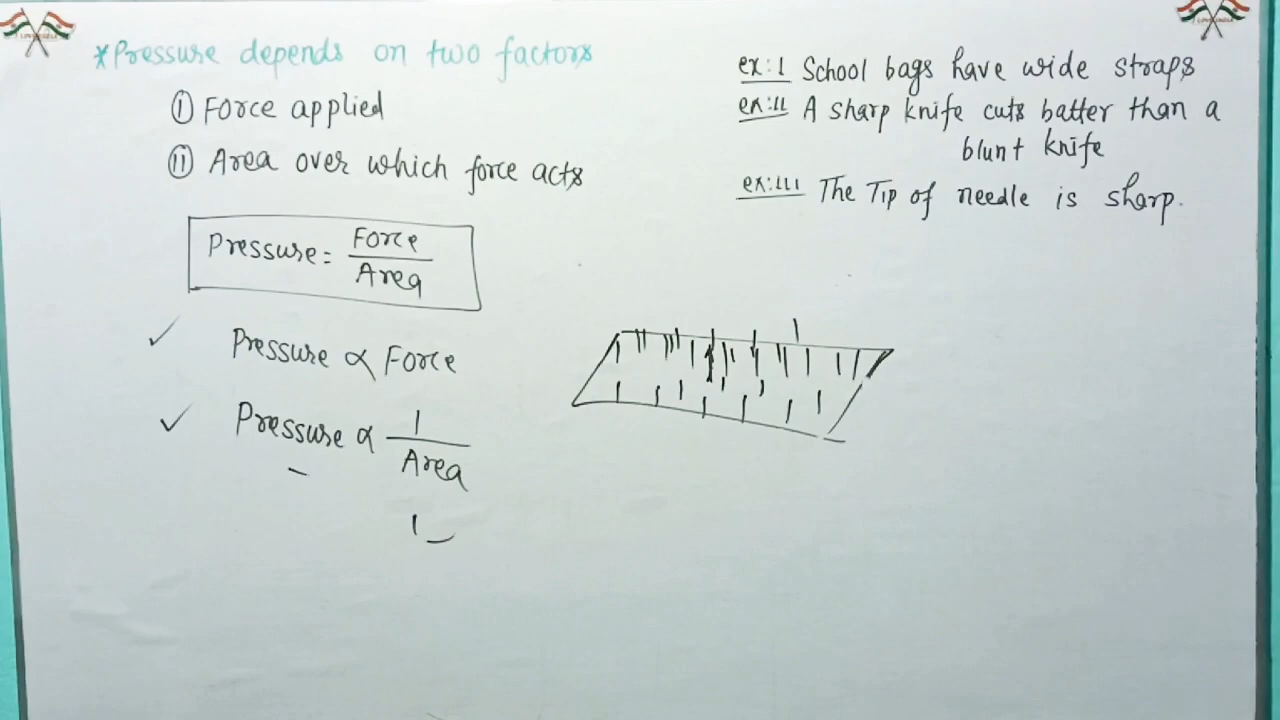 *Pressure depends on two factors
(I) Force applied
(II) Area over which force acts
Pressure = Force
Area
Pressure ∝ Force
Pressure ∝ 1
Area
ex:I School bags have wide straps
ex:II A sharp knife cuts batter than a
blunt knife
ex:III The Tip of needle is sharp.